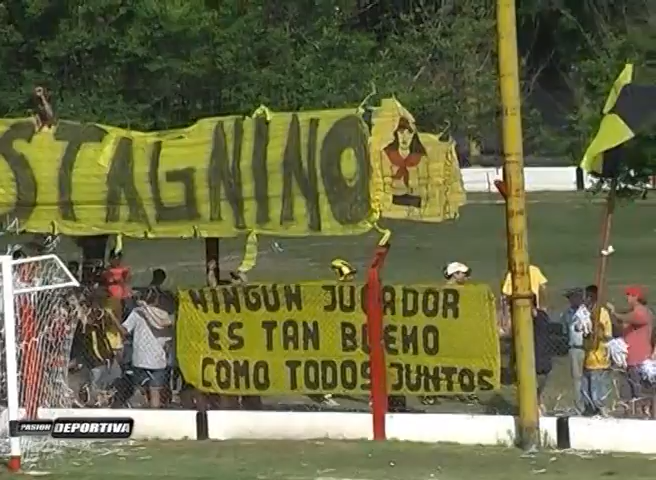 STAGNINO
NINGUN JUGADOR
ES TAN BUENO
COMO TODOS JUNTOS
PASION DEPORTIVA